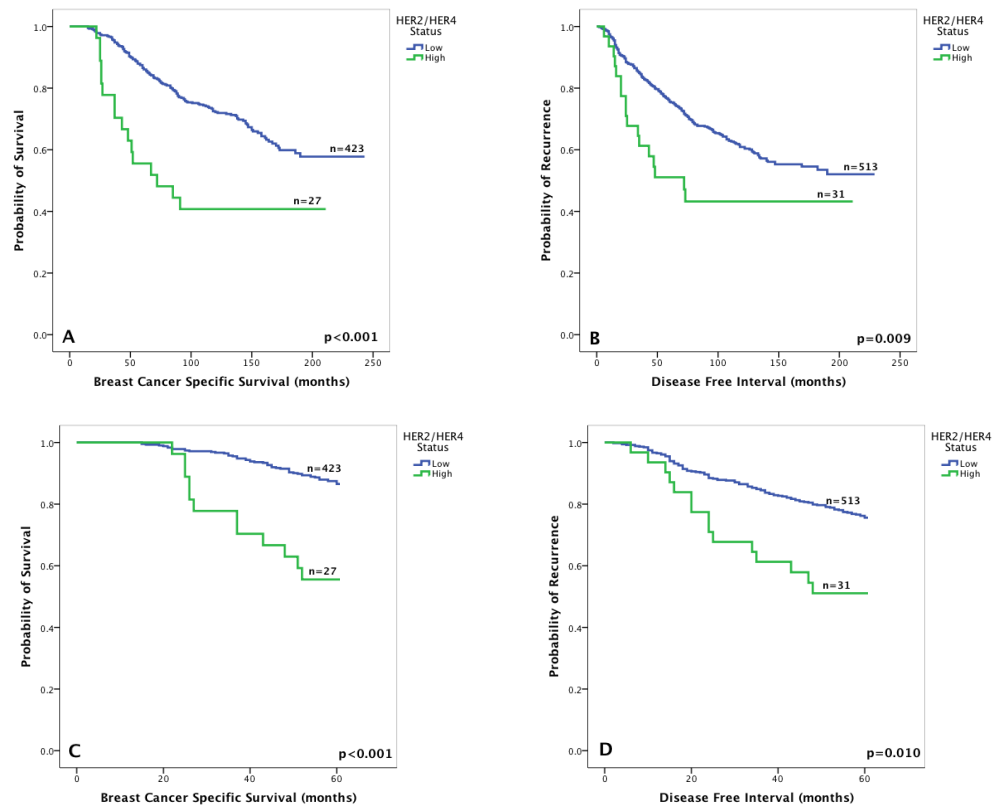 HER2/HER4
Status
Low
High
Probability of Survival
1.0
0.8
0.6
0.4
0.2
0.0
n=423
n=27
A
p<0.001
0 50 100 150 200 250
Breast Cancer Specific Survival (months)
HER2/HER4
Status
Low
High
Probability of Recurrence
1.0
0.8
0.6
0.4
0.2
0.0
n=513
n=31
B
p=0.009
0 50 100 150 200 250
Disease Free Interval (months)
HER2/HER4
Status
Low
High
Probability of Survival
1.0
0.8
0.6
0.4
0.2
0.0
n=423
n=27
C
p<0.001
0 20 40 60
Breast Cancer Specific Survival (months)
HER2/HER4
Status
Low
High
Probability of Recurrence
1.0
0.8
0.6
0.4
0.2
0.0
n=513
n=31
D
p=0.010
0 20 40 60
Disease Free Interval (months)